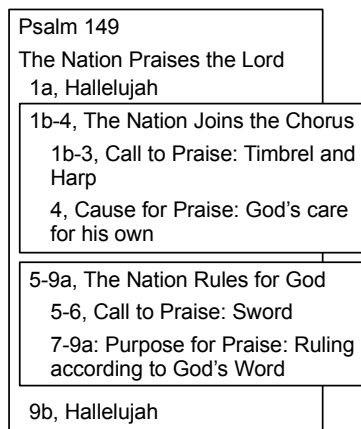 Psalm 149
The Nation Praises the Lord
1a, Hallelujah
1b-4, The Nation Joins the Chorus
1b-3, Call to Praise: Timbrel and
Harp
4, Cause for Praise: God’s care
for his own
5-9a, The Nation Rules for God
5-6, Call to Praise: Sword
7-9a: Purpose for Praise: Ruling
according to God’s Word
9b, Hallelujah